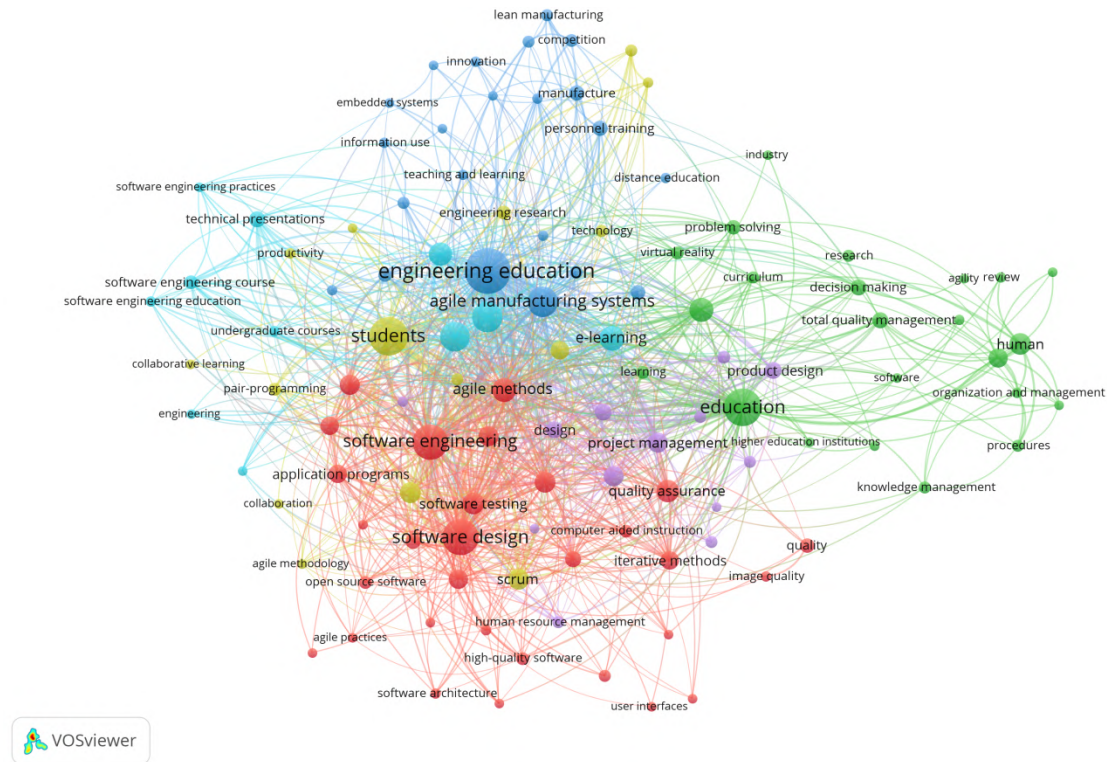 lean manufacturing
competition
innovation
manufacture
embedded systems
personnel training
information use
industry
teaching and learning
distance education
software engineering practices
technical presentations
engineering research
technology
problem solving
productivity
virtual reality
research
engineering education
curriculum
agility review
software engineering course
decision making
software engineering education
agile manufacturing systems
total quality management
undergraduate courses
students
e-learning
human
collaborative learning
learning
product design
software
pair-programming
agile methods
organization and management
education
engineering
design
software engineering
project management
higher education institutions
procedures
application programs
quality assurance
knowledge management
collaboration
software testing
computer aided instruction
software design
quality
agile methodology
iterative methods
open source software
scrum
image quality
human resource management
agile practices
high-quality software
software architecture
user interfaces
VOSviewer